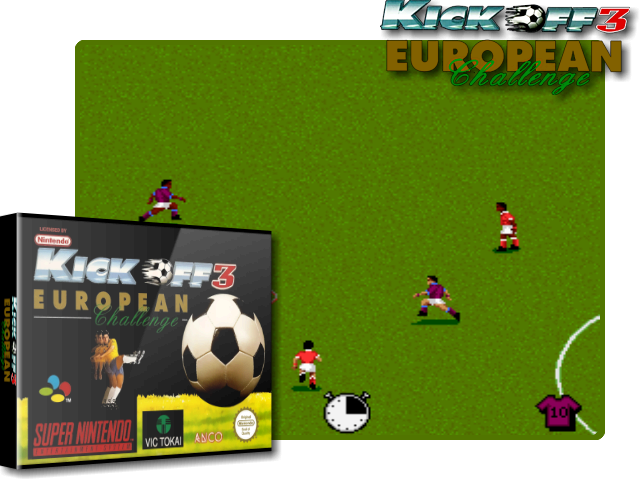 KICK OFF 3
EUROPEAN
Challenge
LICENSED BY
Nintendo
KICK OFF 3
EUROPEAN
Challenge
KICK OFF 3
EUROPEAN
TM
SUPER NINTENDO
ENTERTAINMENT SYSTEM
VIC TOKAI
ANCO
10